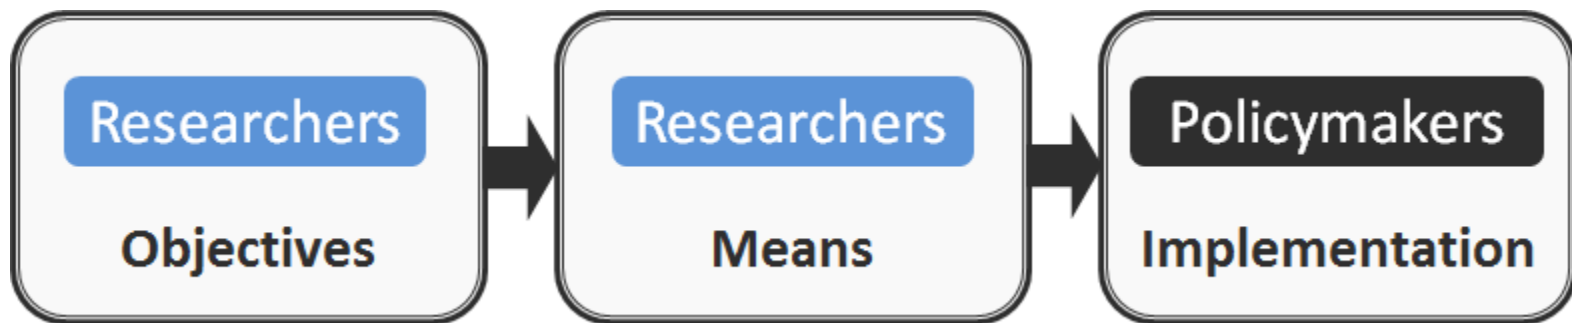 Researchers
Objectives
Researchers
Means
Policymakers
Implementation